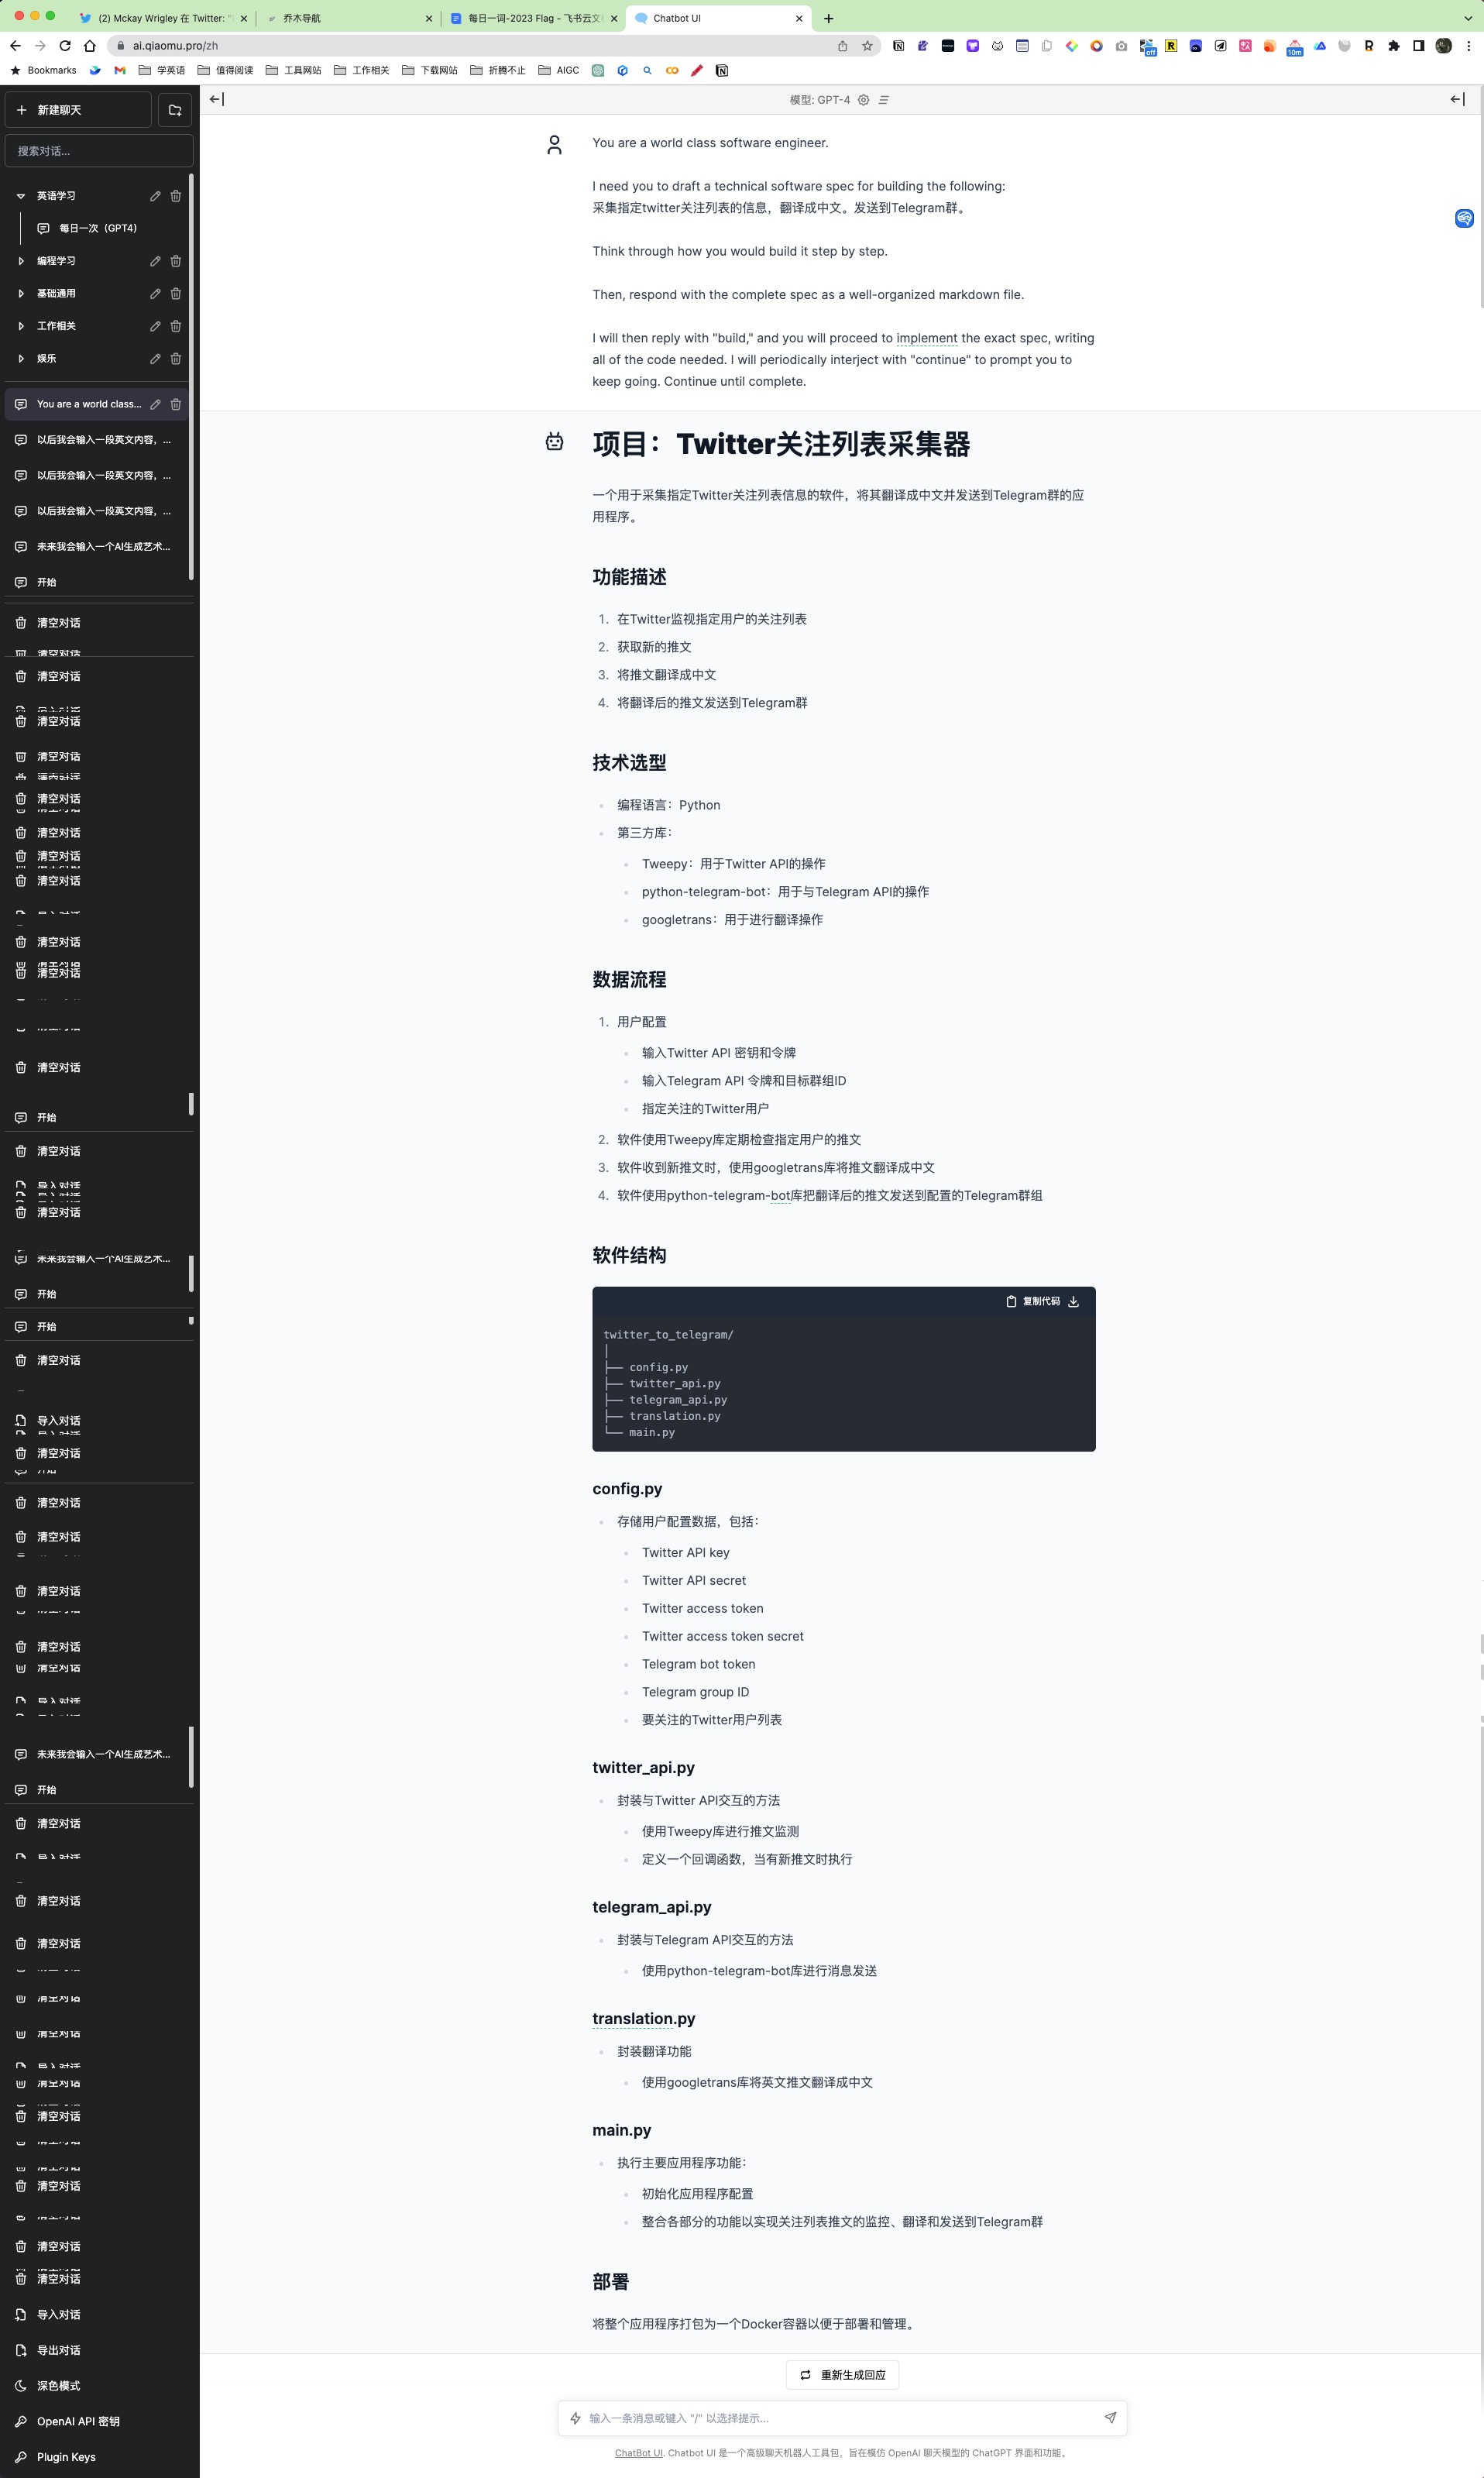 (2) Mckay Wrigley 在 Twitter: "
乔木导航
每日一词-2023 Flag - 飞书云文
Chatbot UI
ai.qiaomu.pro/zh
Bookmarks
学英语
值得阅读
工具网站
工作相关
下载网站
折腾不止
AIGC
off
10m
新建聊天
搜索对话...
英语学习
每日一次（GPT4）
编程学习
基础通用
工作相关
娱乐
You are a world class...
以后我会输入一段英文内容，...
以后我会输入一段英文内容，...
以后我会输入一段英文内容，...
未来我会输入一个AI生成艺术...
开始
清空对话
清空对话
清空对话
清空对话
清空对话
清空对话
清空对话
清空对话
清空对话
清空对话
清空对话
清空对话
开始
清空对话
导入对话
清空对话
未来我会输入一个AI生成艺术...
开始
开始
清空对话
导入对话
清空对话
清空对话
清空对话
清空对话
清空对话
清空对话
导入对话
未来我会输入一个AI生成艺术...
开始
清空对话
导入对话
清空对话
清空对话
清空对话
清空对话
导入对话
清空对话
清空对话
清空对话
清空对话
清空对话
导入对话
导出对话
深色模式
OpenAI API 密钥
Plugin Keys
模型: GPT-4
You are a world class software engineer.
I need you to draft a technical software spec for building the following:
采集指定twitter关注列表的信息，翻译成中文。发送到Telegram群。
Think through how you would build it step by step.
Then, respond with the complete spec as a well-organized markdown file.
I will then reply with "build," and you will proceed to implement the exact spec, writing
all of the code needed. I will periodically interject with "continue" to prompt you to
keep going. Continue until complete.
项目：Twitter关注列表采集器
一个用于采集指定Twitter关注列表信息的软件，将其翻译成中文并发送到Telegram群的应
用程序。
功能描述
1. 在Twitter监视指定用户的关注列表
2. 获取新的推文
3. 将推文翻译成中文
4. 将翻译后的推文发送到Telegram群
技术选型
编程语言：Python
第三方库：
Tweepy：用于Twitter API的操作
python-telegram-bot：用于与Telegram API的操作
googletrans：用于进行翻译操作
数据流程
1. 用户配置
输入Twitter API 密钥和令牌
输入Telegram API 令牌和目标群组ID
指定关注的Twitter用户
2. 软件使用Tweepy库定期检查指定用户的推文
3. 软件收到新推文时，使用googletrans库将推文翻译成中文
4. 软件使用python-telegram-bot库把翻译后的推文发送到配置的Telegram群组
软件结构
复制代码
twitter_to_telegram/
│
├── config.py
├── twitter_api.py
├── telegram_api.py
├── translation.py
└── main.py
config.py
存储用户配置数据，包括：
Twitter API key
Twitter API secret
Twitter access token
Twitter access token secret
Telegram bot token
Telegram group ID
要关注的Twitter用户列表
twitter_api.py
封装与Twitter API交互的方法
使用Tweepy库进行推文监测
定义一个回调函数，当有新推文时执行
telegram_api.py
封装与Telegram API交互的方法
使用python-telegram-bot库进行消息发送
translation.py
封装翻译功能
使用googletrans库将英文推文翻译成中文
main.py
执行主要应用程序功能：
初始化应用程序配置
整合各部分的功能以实现关注列表推文的监控、翻译和发送到Telegram群
部署
将整个应用程序打包为一个Docker容器以便于部署和管理。
重新生成回应
输入一条消息或键入 "/" 以选择提示...
ChatBot UI. Chatbot UI 是一个高级聊天机器人工具包，旨在模仿 OpenAI 聊天模型的 ChatGPT 界面和功能。